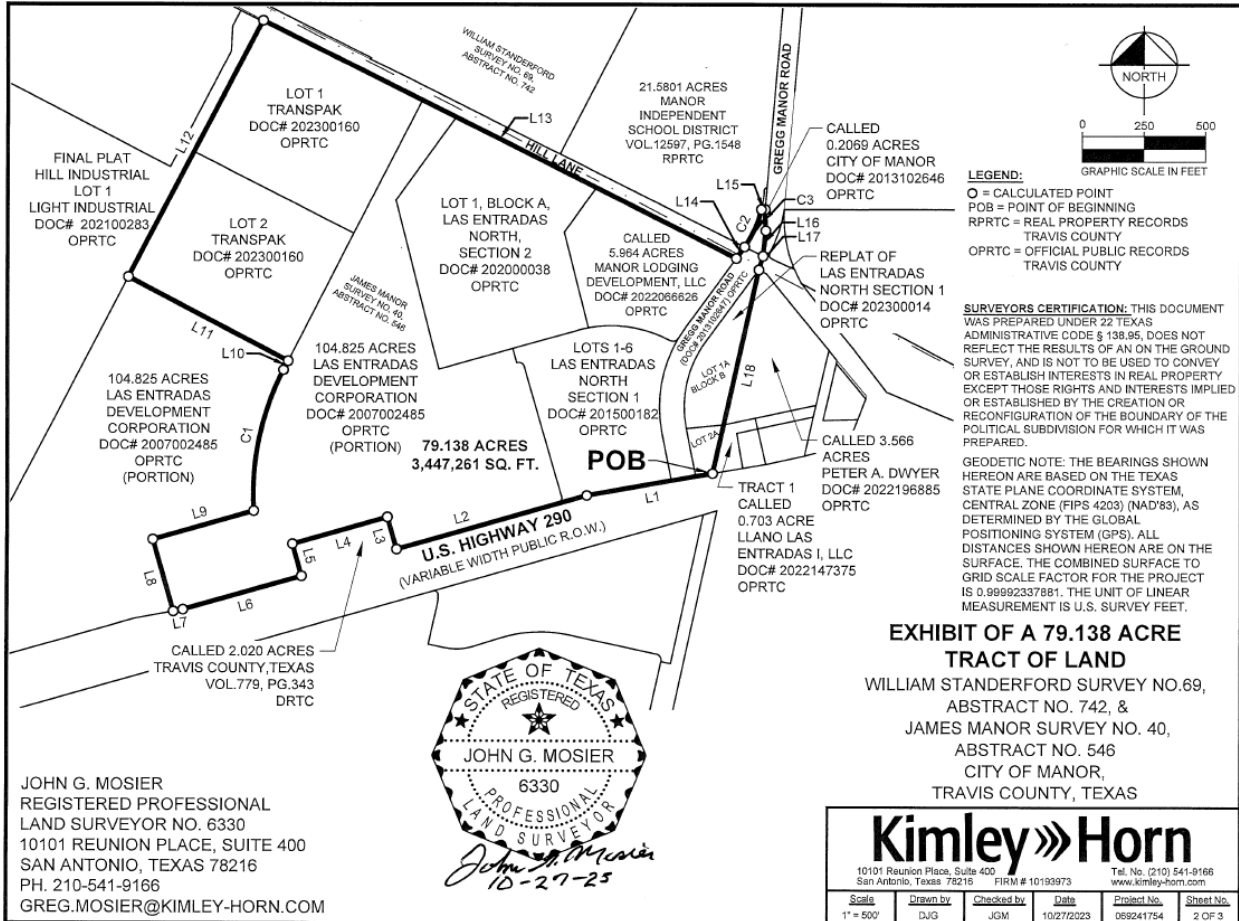 WILLIAM STANDERFORD
SURVEY NO. 69,
ABSTRACT NO. 742
LOT 1
TRANSPAK
DOC# 202300160
OPRTC
21.5801 ACRES
MANOR
INDEPENDENT
SCHOOL DISTRICT
VOL.12597, PG.1548
RPRTC
GREGG MANOR ROAD
NORTH
0 250 500
GRAPHIC SCALE IN FEET
L12
L13
HILL LANE
CALLED
0.2069 ACRES
CITY OF MANOR
DOC# 2013102646
OPRTC
FINAL PLAT
HILL INDUSTRIAL
LOT 1
LIGHT INDUSTRIAL
DOC# 202100283
OPRTC
LEGEND:
O = CALCULATED POINT
POB = POINT OF BEGINNING
RPRTC = REAL PROPERTY RECORDS
TRAVIS COUNTY
OPRTC = OFFICIAL PUBLIC RECORDS
TRAVIS COUNTY
L15
L14
C2
C3
L16
L17
LOT 2
TRANSPAK
DOC# 202300160
OPRTC
LOT 1, BLOCK A,
LAS ENTRADAS
NORTH,
SECTION 2
DOC# 202000038
OPRTC
CALLED
5.964 ACRES
MANOR LODGING
DEVELOPMENT, LLC
DOC# 2022066626
OPRTC
REPLAT OF
LAS ENTRADAS
NORTH SECTION 1
DOC# 202300014
OPRTC
JAMES MANOR
SURVEY NO. 40,
ABSTRACT NO. 546
GREGG MANOR ROAD
(DOC# 2013102647) OPRTC
L11
L10
104.825 ACRES
LAS ENTRADAS
DEVELOPMENT
CORPORATION
DOC# 2007002485
OPRTC
(PORTION)
104.825 ACRES
LAS ENTRADAS
DEVELOPMENT
CORPORATION
DOC# 2007002485
OPRTC
(PORTION)
C1
LOTS 1-6
LAS ENTRADAS
NORTH
SECTION 1
DOC# 201500182
OPRTC
LOT 1A
BLOCK B
L18
LOT 2A
79.138 ACRES
3,447,261 SQ. FT.
POB
SURVEYORS CERTIFICATION: THIS DOCUMENT
WAS PREPARED UNDER 22 TEXAS
ADMINISTRATIVE CODE § 138.95, DOES NOT
REFLECT THE RESULTS OF AN ON THE GROUND
SURVEY, AND IS NOT TO BE USED TO CONVEY
OR ESTABLISH INTERESTS IN REAL PROPERTY
EXCEPT THOSE RIGHTS AND INTERESTS IMPLIED
OR ESTABLISHED BY THE CREATION OR
RECONFIGURATION OF THE BOUNDARY OF THE
POLITICAL SUBDIVISION FOR WHICH IT WAS
PREPARED.
CALLED 3.566
ACRES
PETER A. DWYER
DOC# 2022196885
OPRTC
TRACT 1
CALLED
0.703 ACRE
LLANO LAS
ENTRADAS I, LLC
DOC# 2022147375
OPRTC
GEODETIC NOTE: THE BEARINGS SHOWN
HEREON ARE BASED ON THE TEXAS
STATE PLANE COORDINATE SYSTEM,
CENTRAL ZONE (FIPS 4203) (NAD'83), AS
DETERMINED BY THE GLOBAL
POSITIONING SYSTEM (GPS). ALL
DISTANCES SHOWN HEREON ARE ON THE
SURFACE. THE COMBINED SURFACE TO
GRID SCALE FACTOR FOR THE PROJECT
IS 0.99992337881. THE UNIT OF LINEAR
MEASUREMENT IS U.S. SURVEY FEET.
L1
L2
L3
L4
L5
L6
L7
L8
L9
U.S. HIGHWAY 290
(VARIABLE WIDTH PUBLIC R.O.W.)
CALLED 2.020 ACRES
TRAVIS COUNTY,TEXAS
VOL.779, PG.343
DRTC
EXHIBIT OF A 79.138 ACRE
TRACT OF LAND
WILLIAM STANDERFORD SURVEY NO.69,
ABSTRACT NO. 742, &
JAMES MANOR SURVEY NO. 40,
ABSTRACT NO. 546
CITY OF MANOR,
TRAVIS COUNTY, TEXAS
STATE OF TEXAS
REGISTERED
JOHN G. MOSIER
6330
PROFESSIONAL
LAND SURVEYOR
John G. Mosier
10-27-25
JOHN G. MOSIER
REGISTERED PROFESSIONAL
LAND SURVEYOR NO. 6330
10101 REUNION PLACE, SUITE 400
SAN ANTONIO, TEXAS 78216
PH. 210-541-9166
GREG.MOSIER@KIMLEY-HORN.COM
Kimley»Horn
10101 Reunion Place, Suite 400
San Antonio, Texas 78216 FIRM # 10193973
Tel. No. (210) 541-9166
www.kimley-horn.com
Scale Drawn by Checked by Date Project No. Sheet No.
1" = 500' DJG JGM 10/27/2023 069241754 2 OF 3